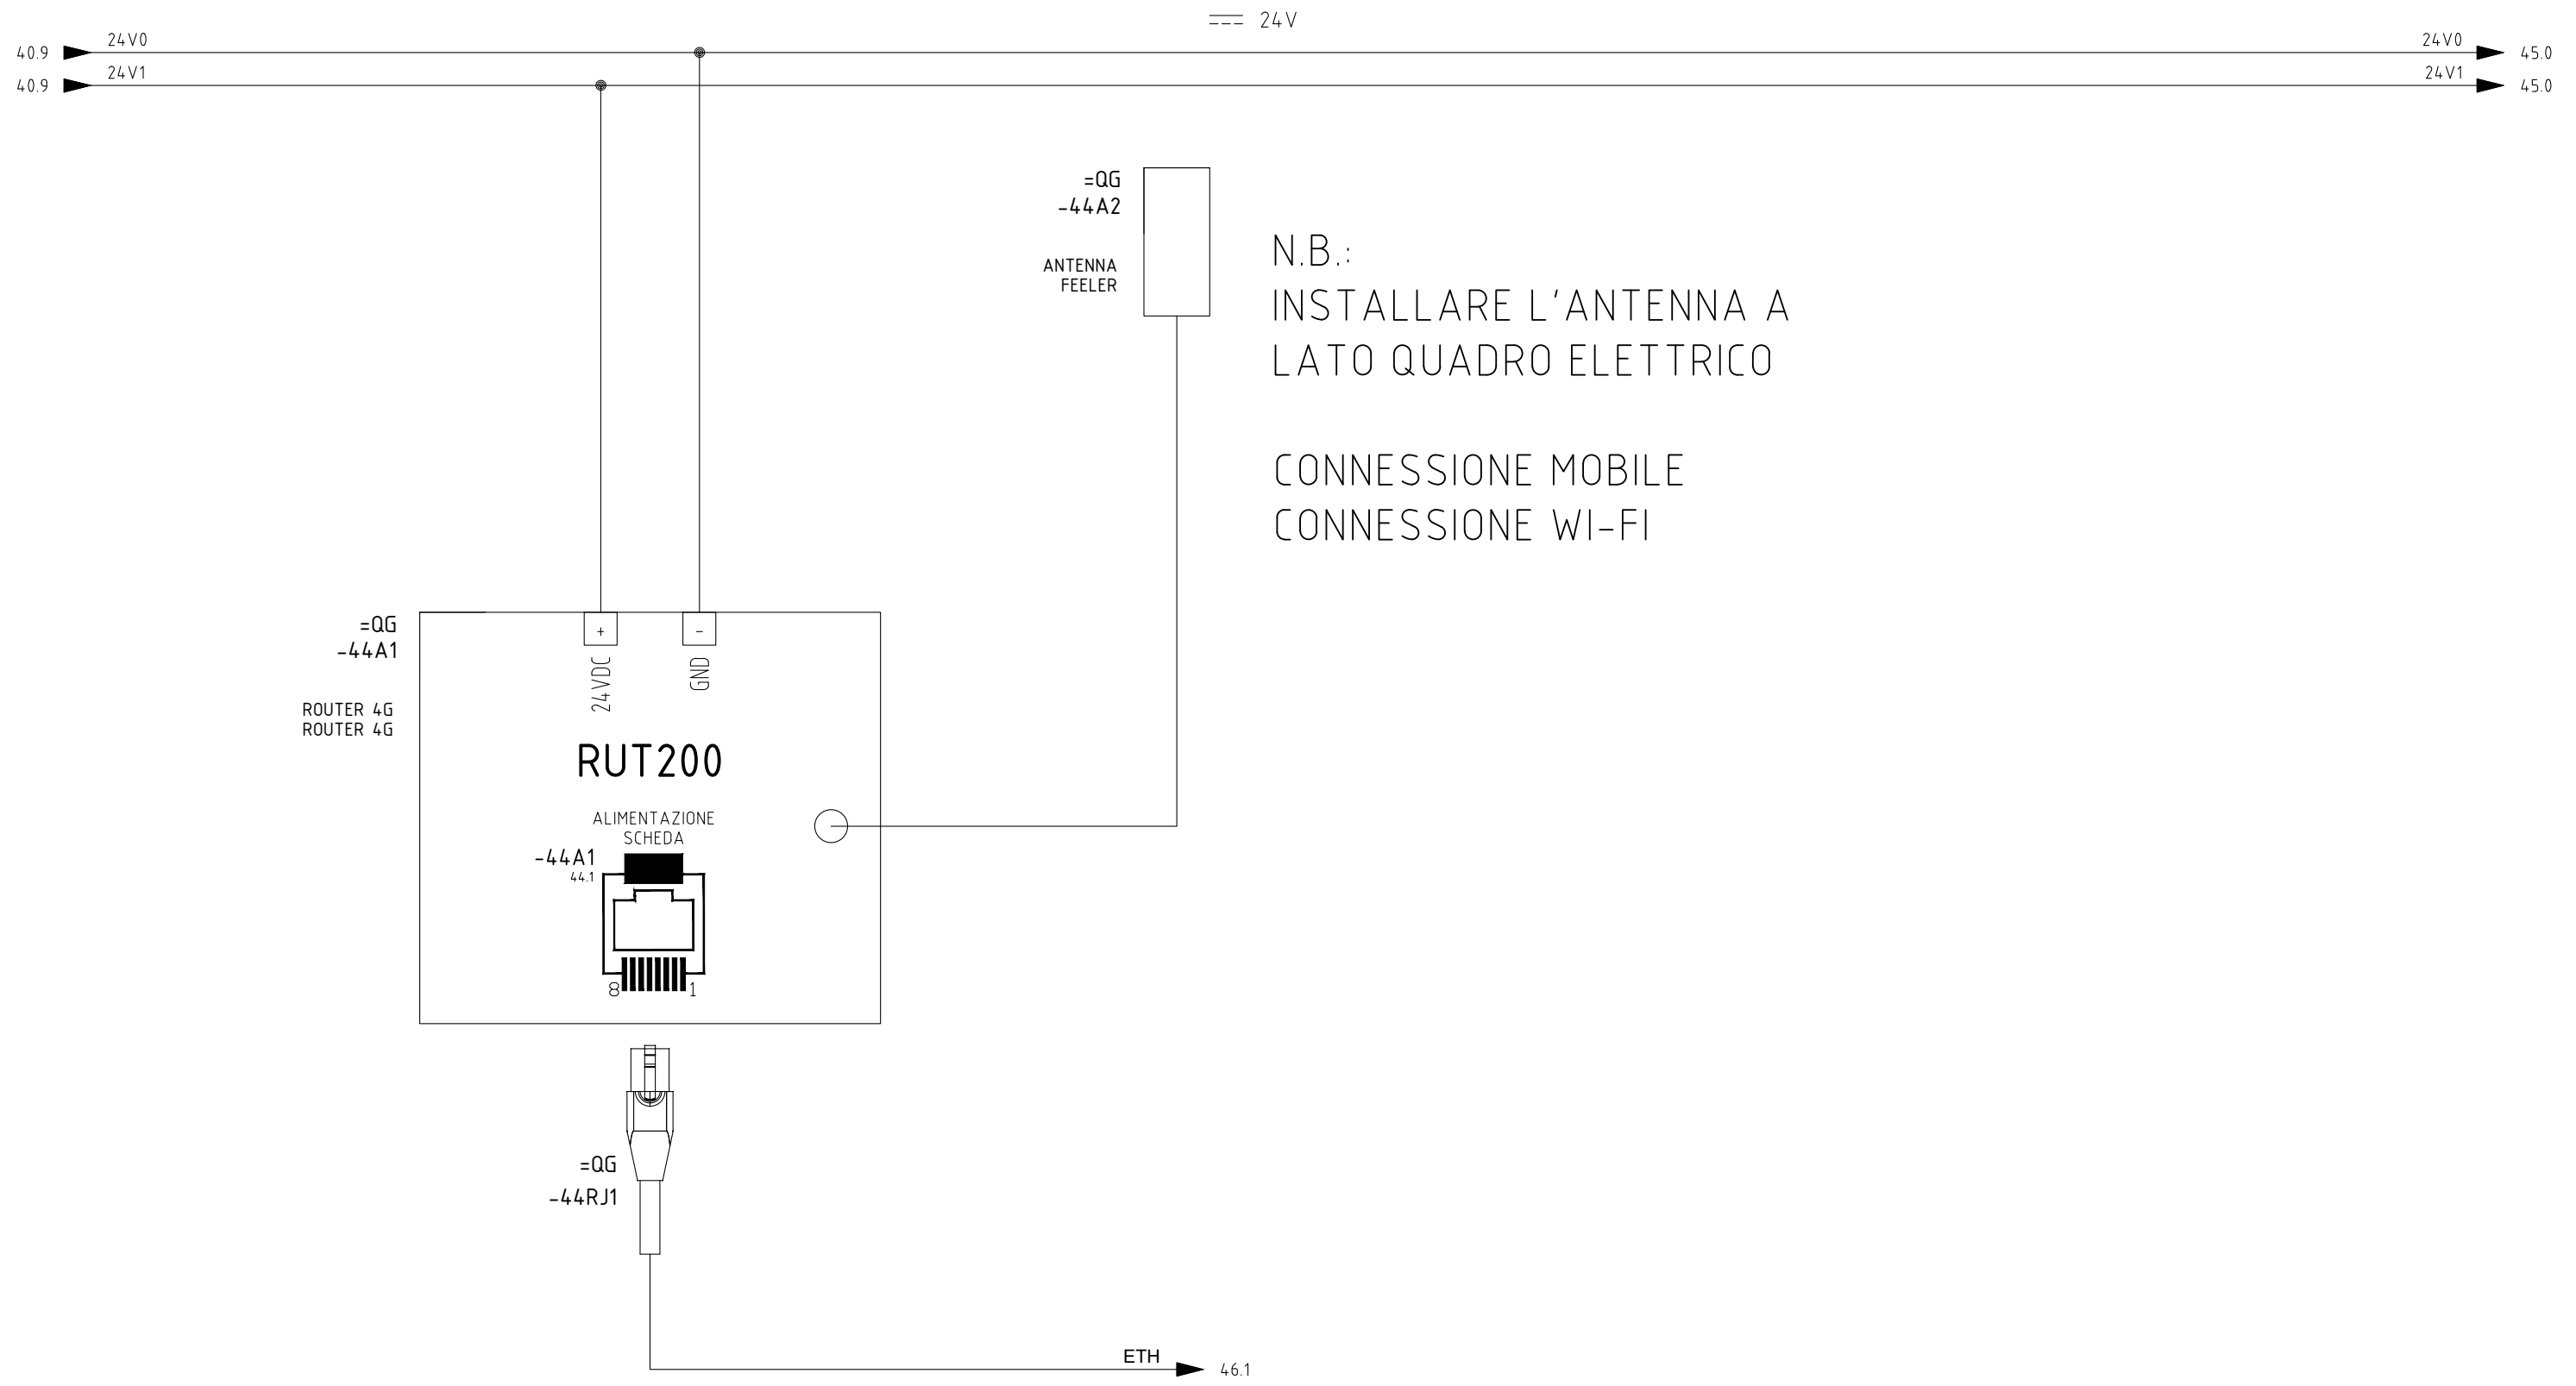 24V
40.9
24V0
24V0
45.0
40.9
24V1
24V1
45.0
=QG
-44A2
ANTENNA
FEELER
N.B.:
INSTALLARE L'ANTENNA A
LATO QUADRO ELETTRICO
CONNESSIONE MOBILE
CONNESSIONE WI-FI
=QG
-44A1
ROUTER 4G
ROUTER 4G
+
-
24VDC
GND
RUT200
ALIMENTAZIONE
SCHEDA
-44A1
44.1
8
1
=QG
-44RJ1
ETH
46.1